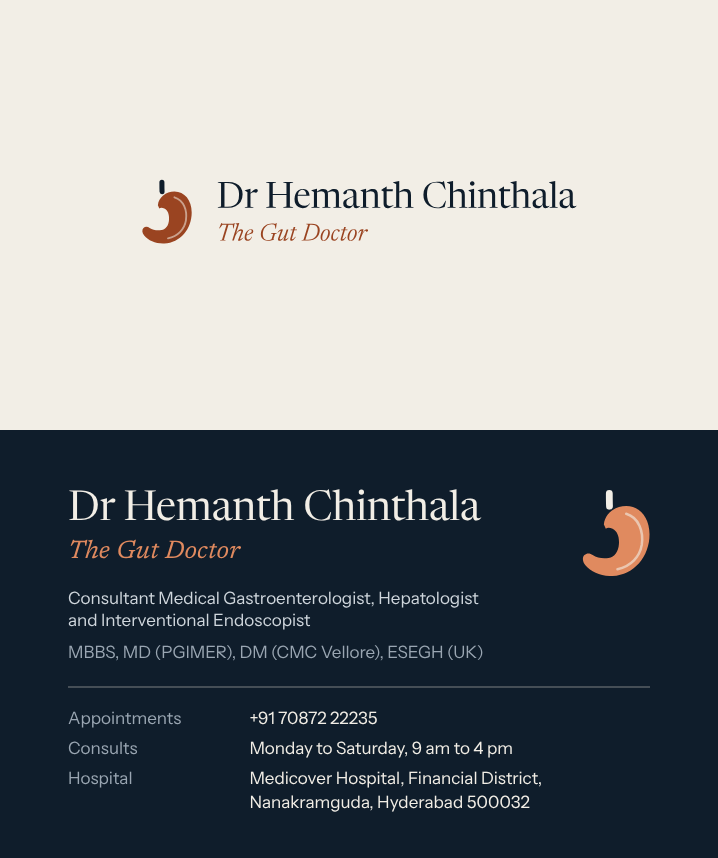 Dr Hemanth Chinthala
The Gut Doctor
Dr Hemanth Chinthala
The Gut Doctor
Consultant Medical Gastroenterologist, Hepatologist
and Interventional Endoscopist
MBBS, MD (PGIMER), DM (CMC Vellore), ESEGH (UK)
Appointments +91 70872 22235
Consults Monday to Saturday, 9 am to 4 pm
Hospital Medicover Hospital, Financial District,
Nanakramguda, Hyderabad 500032